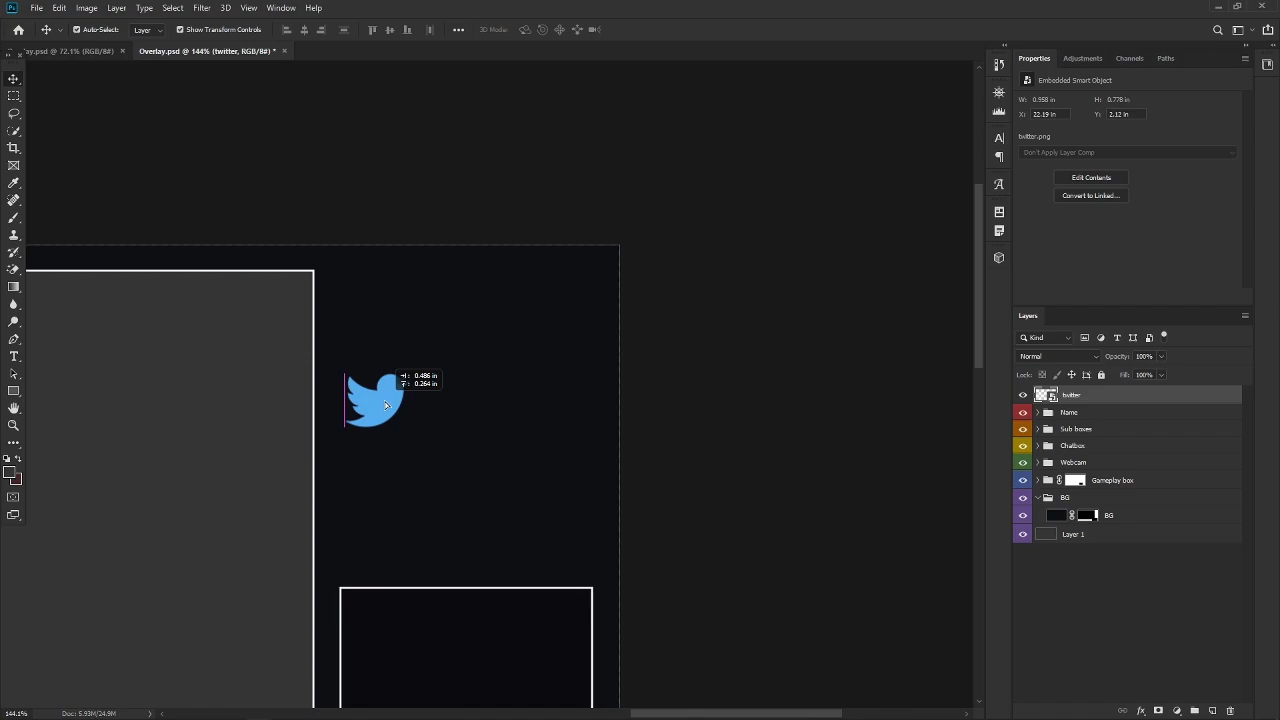 Ps File Edit Image Layer Type Select Filter 3D View Window Help
Auto-Select: Layer Show Transform Controls 3D Mode:
ay.psd @ 72.1% (RGB/8#) × Overlay.psd @ 144% (twitter, RGB/8#) * ×
Properties Adjustments Channels Paths
Embedded Smart Object
W: 0.958 in H: 0.778 in
X: 22.19 in Y: 2.12 in
twitter.png
Don't Apply Layer Comp
Edit Contents
Convert to Linked...
0.486 in
0.264 in
Layers
Kind
Normal Opacity: 100%
Lock: Fill: 100%
twitter
Name
Sub boxes
Chatbox
Webcam
Gameplay box
BG
BG
Layer 1
144.1% Doc: 5.93M/24.9M